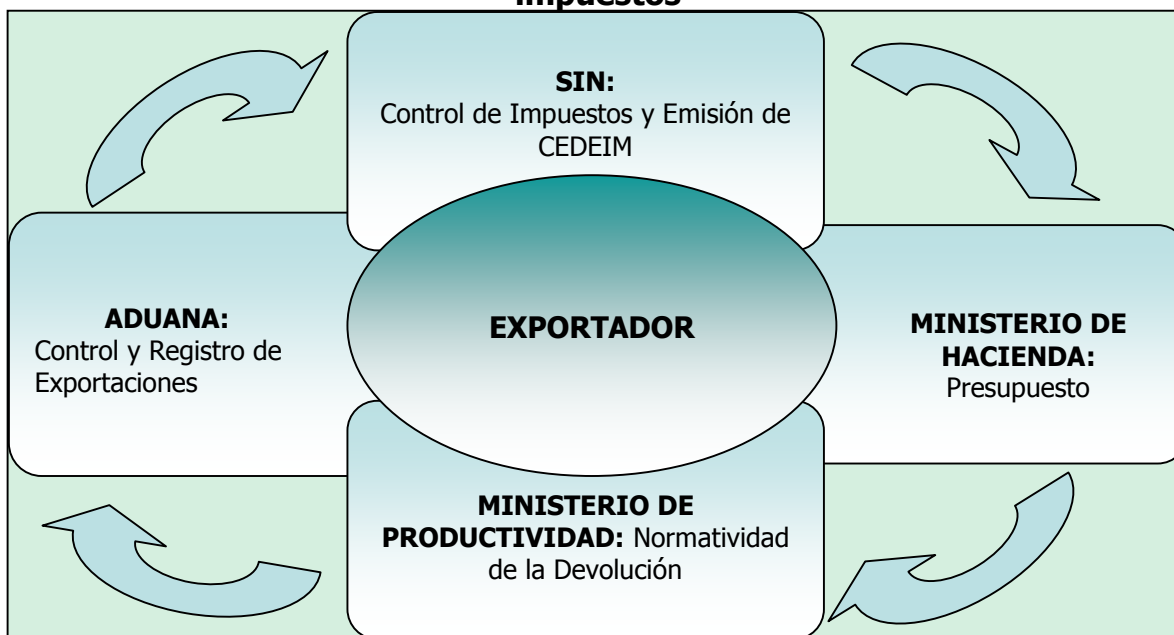 Impuestos
SIN:
Control de Impuestos y Emisión de
CEDEIM
ADUANA:
Control y Registro de
Exportaciones
EXPORTADOR
MINISTERIO DE
HACIENDA:
Presupuesto
MINISTERIO DE
PRODUCTIVIDAD: Normatividad
de la Devolución